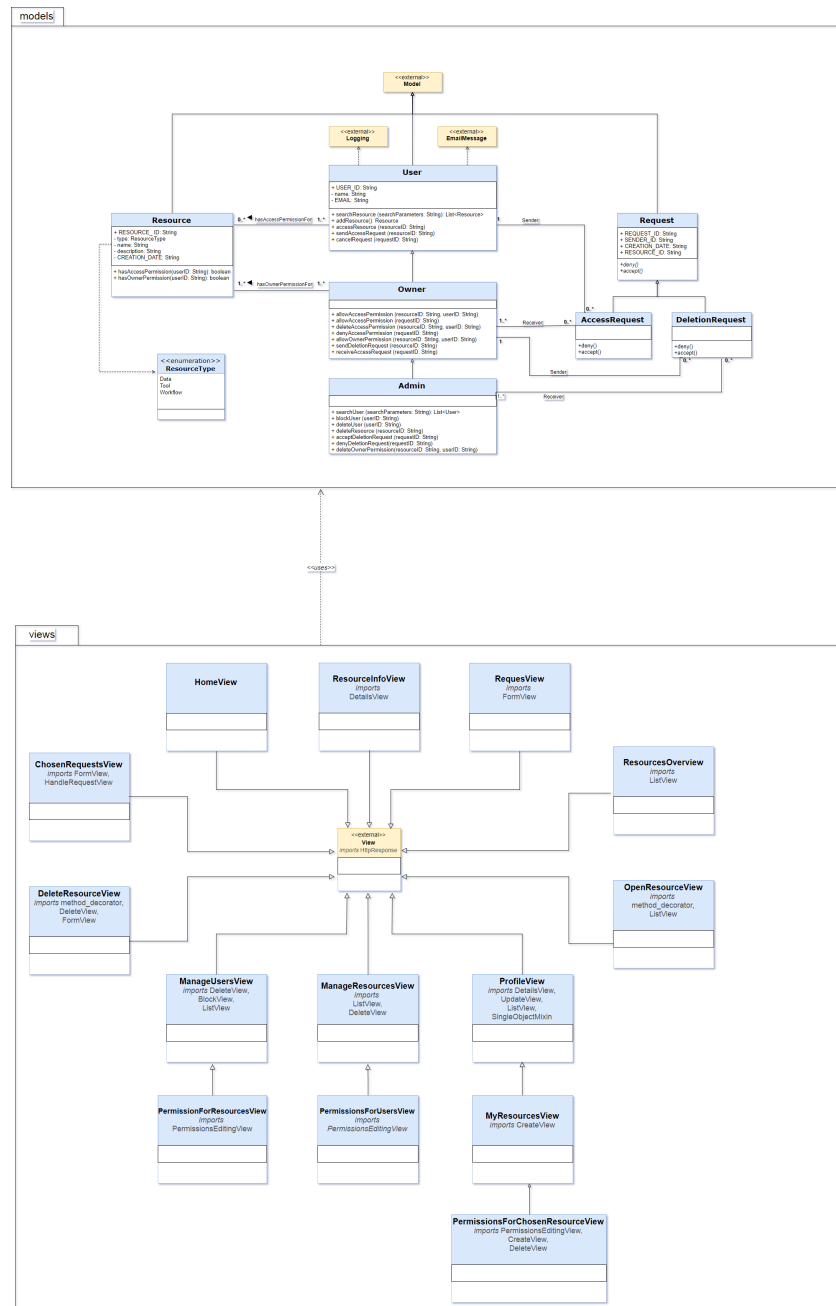 models
<<external>>
Model
<<external>>
Logging
<<external>>
EmailMessage
User
+ USER_ID: String
- name: String
- EMAIL: String
+ searchResource (searchParameters: String): List<Resource>
+ addResource(): Resource
+ accessResource (resourceID: String)
+ sendAccessRequest (resourceID: String)
+ cancelRequest (requestID: String)
Resource
+ RESOURCE_ ID: String
- type: ResourceType
- name: String
- description: String
- CREATION_DATE: String
+ hasAccessPermission(userID: String): boolean
+ hasOwnerPermission(userID: String): boolean
0..*
hasAccessPermissionFor
1..*
1..*
hasOwnerPermissionFor
1..*
1
Sender
0..*
Request
+ REQUEST_ID: String
+ SENDER_ID: String
+ CREATION_DATE: String
+ RESOURCE_ID: String
+deny()
+accept()
Owner
+ allowAccessPermission (resourceID: String, userID: String)
+ allowAccessPermission (requestID: String)
+ deleteAccessPermission (resourceID: String, userID: String)
+ denyAccessPermission (requestID: String)
+ allowOwnerPermission (resourceID: String, userID: String)
+ sendDeletionRequest (resourceID: String)
+ receiveAccessRequest (requestID: String)
1..*
Receiver
0..*
1
Sender
0..*
AccessRequest
+deny()
+accept()
DeletionRequest
+deny()
+accept()
0..*
<<enumeration>>
ResourceType
Data
Tool
Workflow
Admin
+ searchUser (searchParameters: String): List<User>
+ blockUser (userID: String)
+ deleteUser (userID: String)
+ deleteResource (resourceID: String)
+ acceptDeletionRequest (requestID: String)
+ denyDeletionRequest(requestID: String)
+ deleteOwnerPermission(resourceID: String, userID: String)
1..*
Receiver
<<uses>>
views
HomeView
ResourceInfoView
imports
DetailsView
RequesView
imports
FormView
ChosenRequestsView
imports FormView,
HandleRequestView
ResourcesOverview
imports
ListView
<<external>>
View
imports HttpResponse
DeleteResourceView
imports method_decorator,
DeleteView,
FormView
OpenResourceView
imports
method_decorator,
ListView
ManageUsersView
imports DeleteView,
BlockView,
ListView
ManageResourcesView
imports
ListView,
DeleteView
ProfileView
imports DetailsView,
UpdateView,
ListView,
SingleObjectMixin
PermissionForResourcesView
imports
PermissionsEditingView
PermissionsForUsersView
imports
PermissionsEditingView
MyResourcesView
imports CreateView
PermissionsForChosenResourceView
imports PermissionsEditingView,
CreateView,
DeleteView